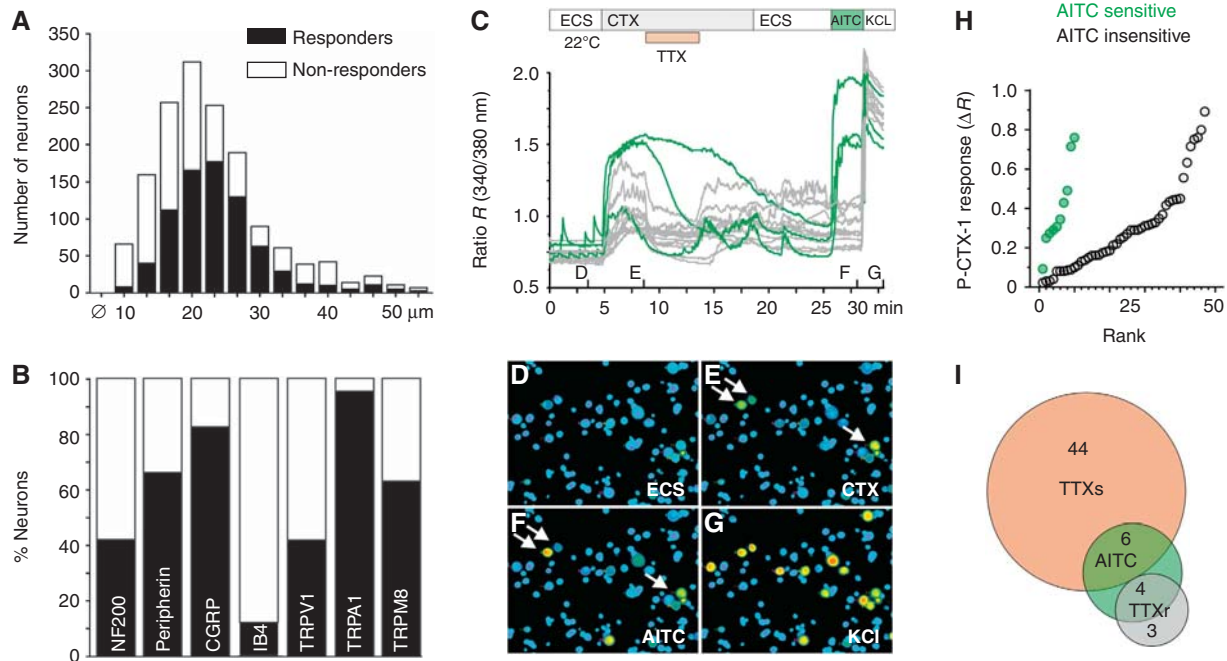 A
Responders
Non-responders
350
300
250
200
150
100
50
0
Number of neurons
∅ 10 20 30 40 50 µm
B
100
80
60
40
20
0
% Neurons
NF200
Peripherin
CGRP
IB4
TRPV1
TRPA1
TRPM8
C
ECS CTX ECS AITC KCL
22°C
TTX
2.0
1.5
1.0
0.5
Ratio R (340/380 nm)
D E F G
0 5 10 15 20 25 30 min
D
ECS
E
CTX
F
AITC
G
KCl
H
AITC sensitive
AITC insensitive
1.0
0.8
0.6
0.4
0.2
0
P-CTX-1 response (ΔR)
0 25 50
Rank
I
44
TTXs
6
AITC
4
TTXr
3